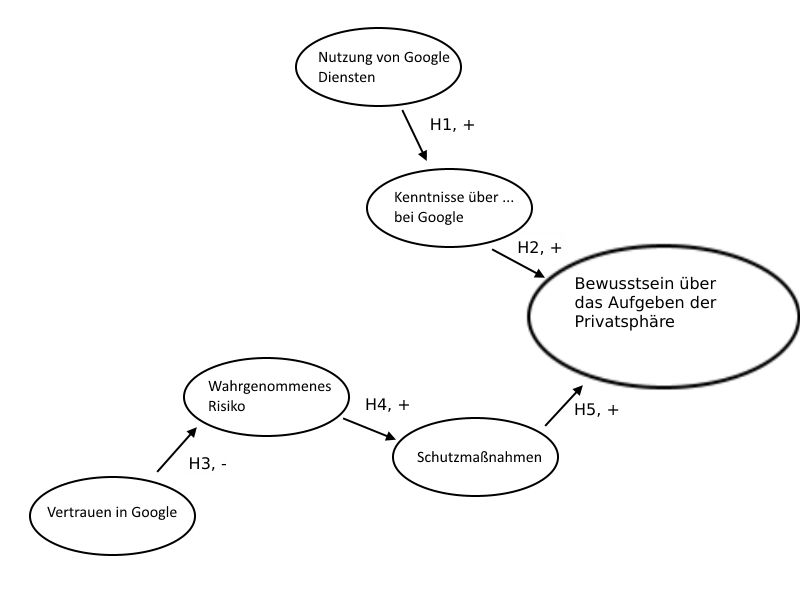 Nutzung von Google
Diensten
H1, +
Kenntnisse über ...
bei Google
H2, +
Bewusstsein über
das Aufgeben der
Privatsphäre
Wahrgenommenes
Risiko
H4, +
H5, +
Schutzmaßnahmen
H3, -
Vertrauen in Google